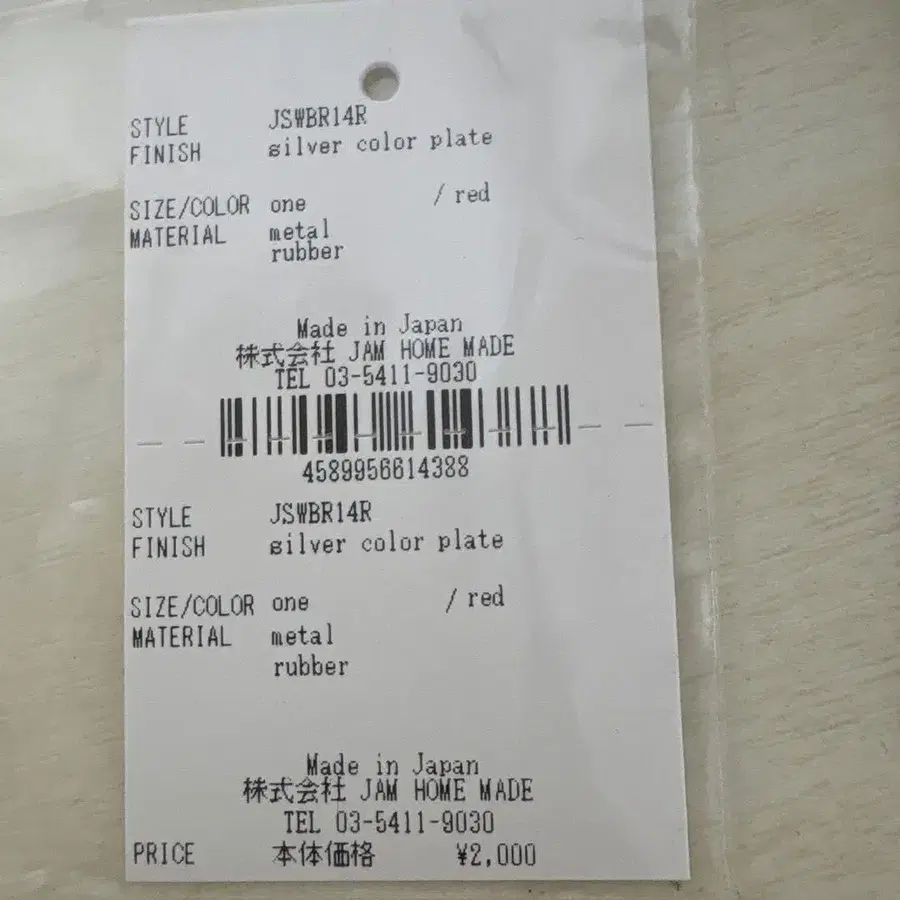 STYLE JSWBR14R
FINISH silver color plate
SIZE/COLOR one / red
MATERIAL metal
rubber
Made in Japan
株式会社 JAM HOME MADE
TEL 03-5411-9030
4589956614388
STYLE JSWBR14R
FINISH silver color plate
SIZE/COLOR one / red
MATERIAL metal
rubber
Made in Japan
株式会社 JAM HOME MADE
TEL 03-5411-9030
PRICE 本体価格 ¥2,000